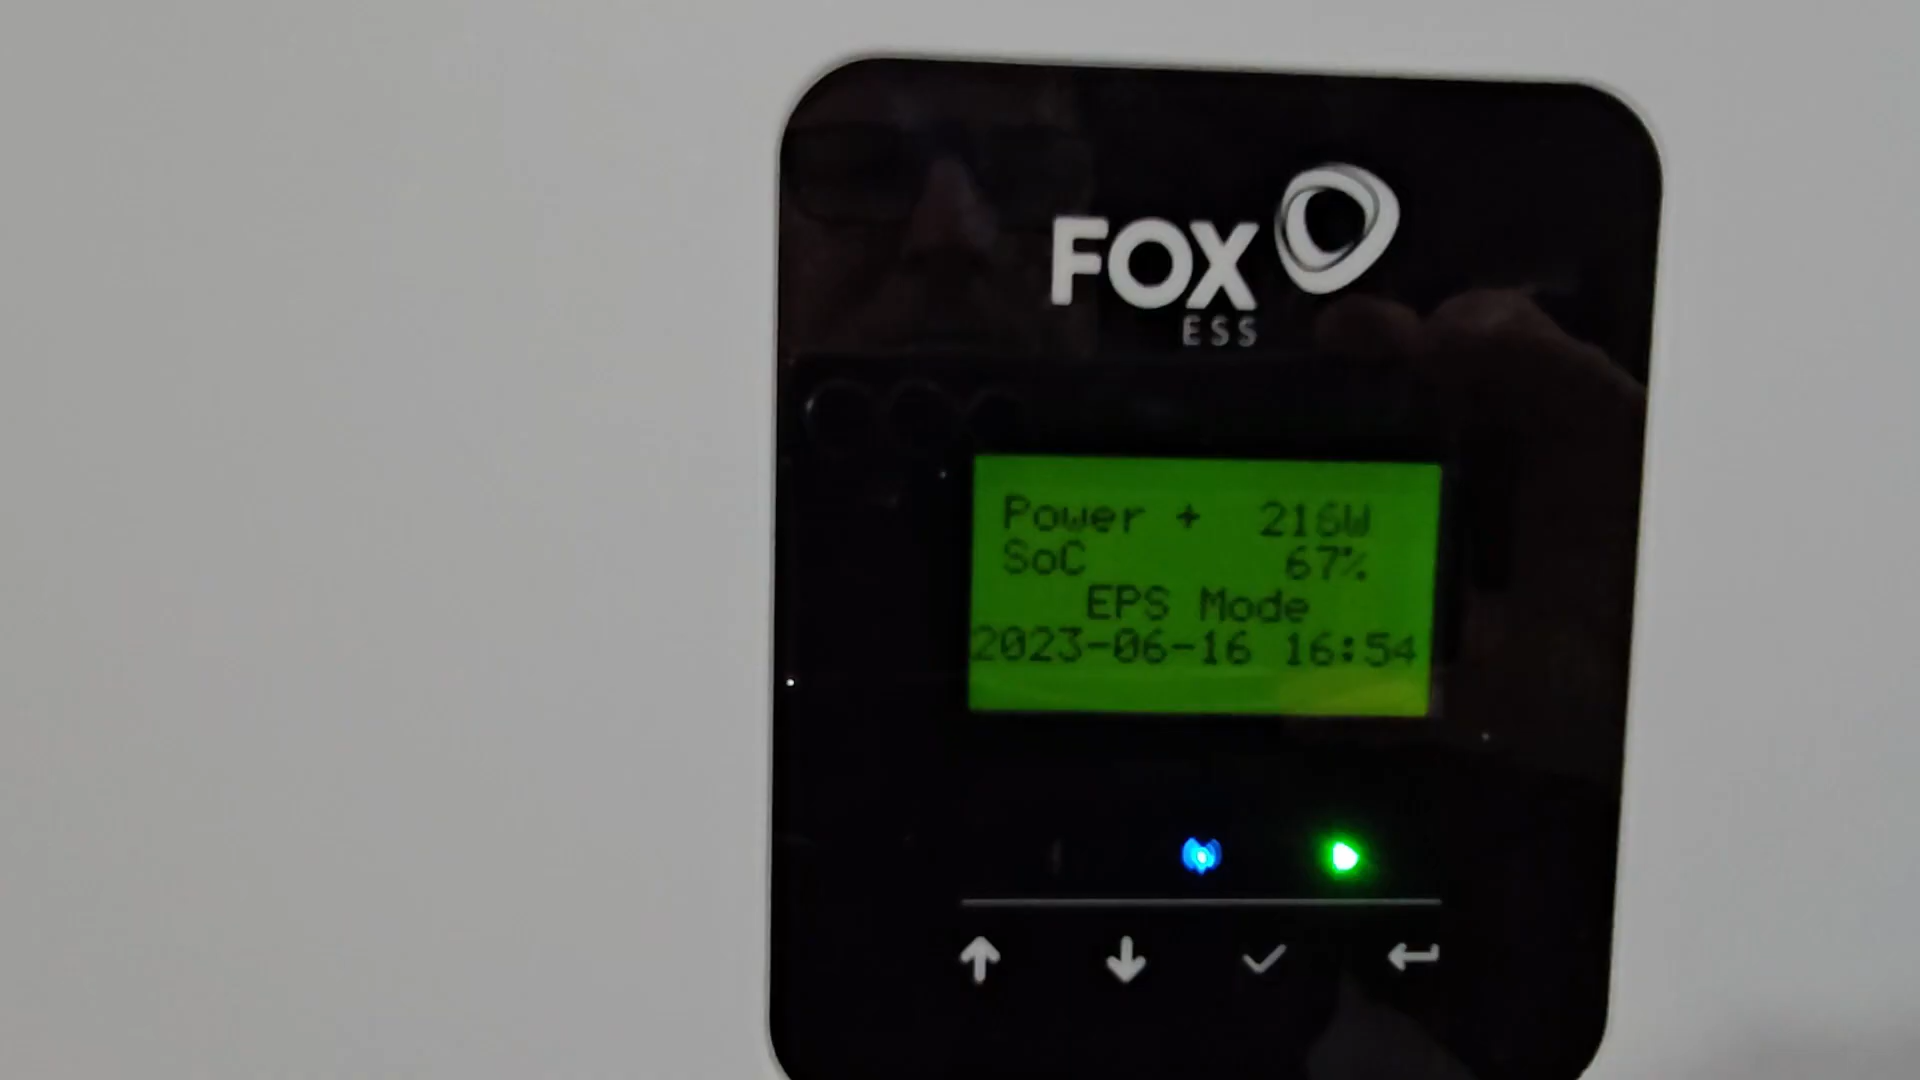 FOX
ESS
Power + 216W
SoC 67%
EPS Mode
2023-06-16 16:54